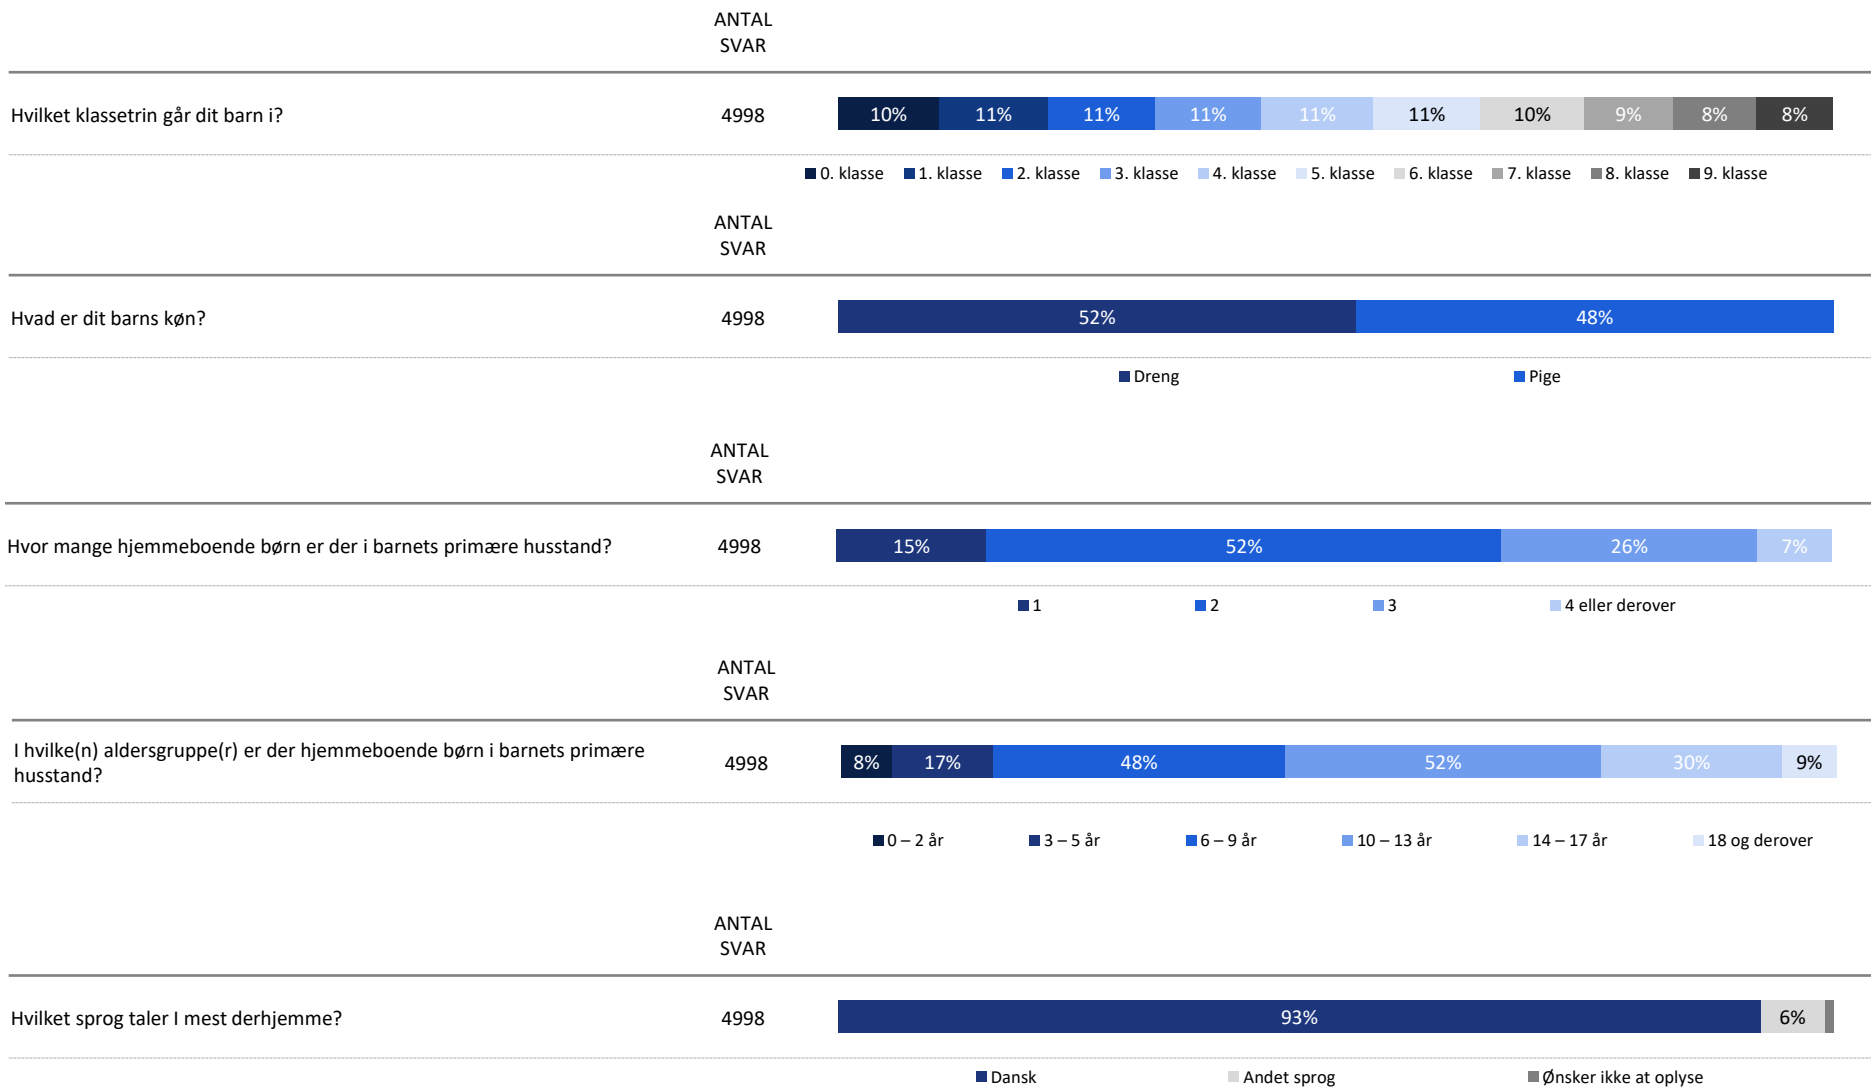 ANTAL
SVAR
Hvilket klassetrin går dit barn i?
4998
10% 11% 11% 11% 11% 11% 10% 9% 8% 8%
0. klasse 1. klasse 2. klasse 3. klasse 4. klasse 5. klasse 6. klasse 7. klasse 8. klasse 9. klasse
ANTAL
SVAR
Hvad er dit barns køn?
4998
52% 48%
Dreng Pige
ANTAL
SVAR
Hvor mange hjemmeboende børn er der i barnets primære husstand?
4998
15% 52% 26% 7%
1 2 3 4 eller derover
ANTAL
SVAR
I hvilke(n) aldersgruppe(r) er der hjemmeboende børn i barnets primære
husstand?
4998
8% 17% 48% 52% 30% 9%
0 – 2 år 3 – 5 år 6 – 9 år 10 – 13 år 14 – 17 år 18 og derover
ANTAL
SVAR
Hvilket sprog taler I mest derhjemme?
4998
93% 6%
Dansk Andet sprog Ønsker ikke at oplyse